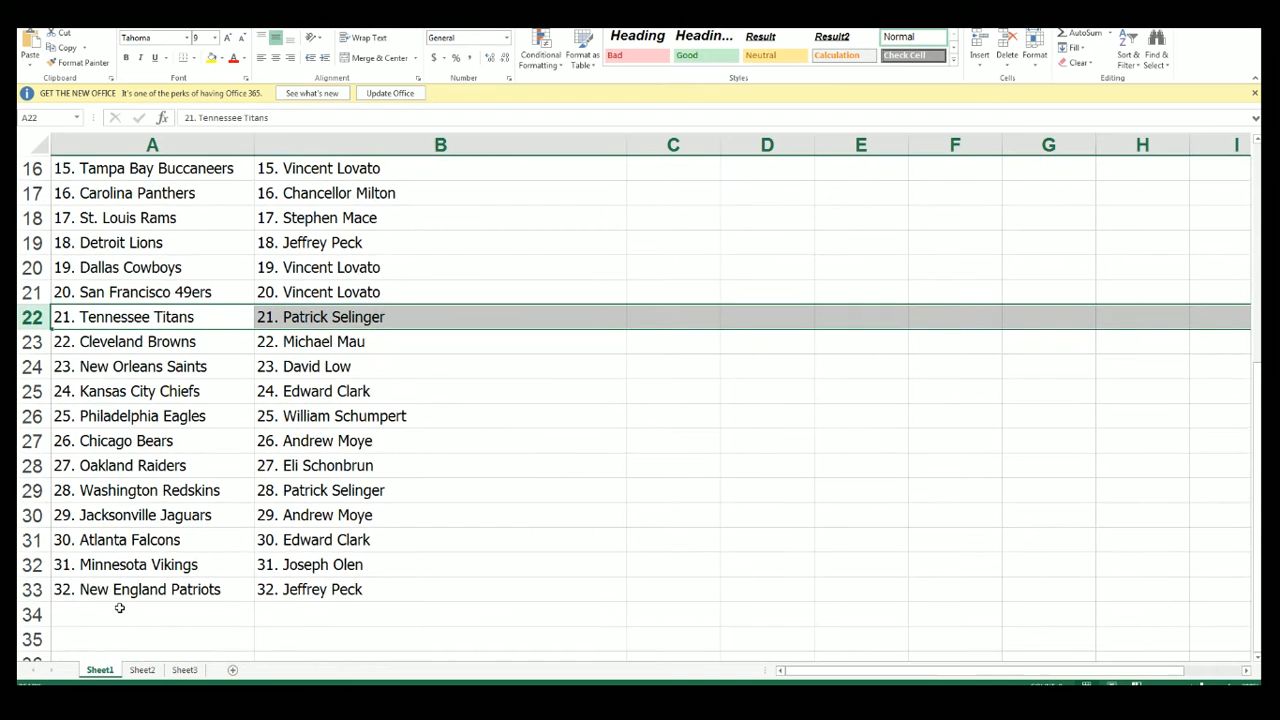 Cut
Tahoma 9
Wrap Text
General
Heading Headin... Result Result2 Normal
AutoSum
Paste
Copy
Format Painter
B I U
Merge & Center
$ % ,
Conditional Formatting
Format as Table
Bad Good Neutral Calculation Check Cell
Insert Delete Format
Fill
Clear
Sort & Filter
Find & Select
Clipboard Font Alignment Number Styles Cells Editing
GET THE NEW OFFICE It's one of the perks of having Office 365. See what's new Update Office
A22 fx 21. Tennessee Titans
A B C D E F G H I
16 15. Tampa Bay Buccaneers 15. Vincent Lovato
17 16. Carolina Panthers 16. Chancellor Milton
18 17. St. Louis Rams 17. Stephen Mace
19 18. Detroit Lions 18. Jeffrey Peck
20 19. Dallas Cowboys 19. Vincent Lovato
21 20. San Francisco 49ers 20. Vincent Lovato
22 21. Tennessee Titans 21. Patrick Selinger
23 22. Cleveland Browns 22. Michael Mau
24 23. New Orleans Saints 23. David Low
25 24. Kansas City Chiefs 24. Edward Clark
26 25. Philadelphia Eagles 25. William Schumpert
27 26. Chicago Bears 26. Andrew Moye
28 27. Oakland Raiders 27. Eli Schonbrun
29 28. Washington Redskins 28. Patrick Selinger
30 29. Jacksonville Jaguars 29. Andrew Moye
31 30. Atlanta Falcons 30. Edward Clark
32 31. Minnesota Vikings 31. Joseph Olen
33 32. New England Patriots 32. Jeffrey Peck
34
35
Sheet1 Sheet2 Sheet3